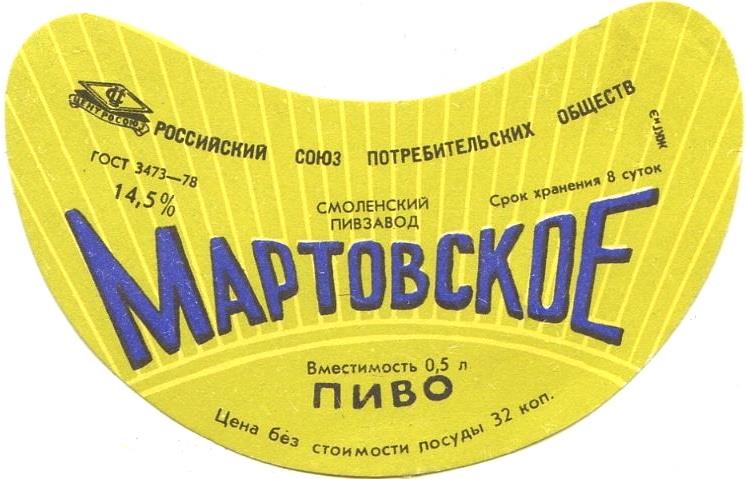 ЦЕНТРОСОЮЗ
РОССИЙСКИЙ СОЮЗ ПОТРЕБИТЕЛЬСКИХ ОБЩЕСТВ
ГОСТ 3473—78
14,5%
СМОЛЕНСКИЙ
ПИВЗАВОД
Срок хранения 8 суток
МАРТОВСКОЕ
Вместимость 0,5 л
ПИВО
Цена без стоимости посуды 32 коп.